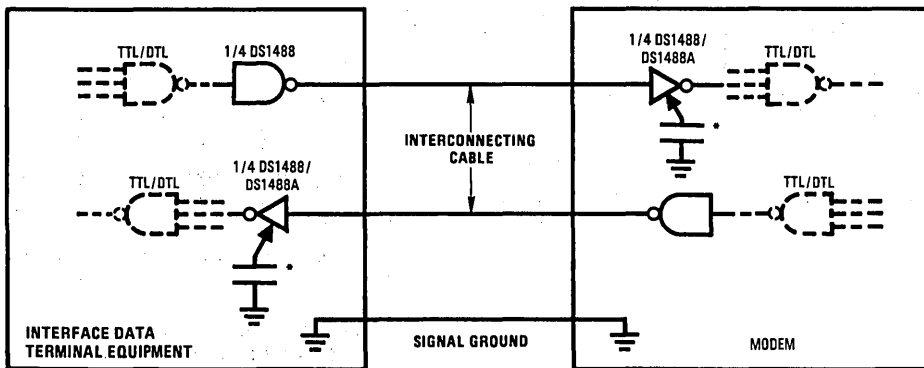 TTL/DTL
1/4 DS1488
1/4 DS1488/
DS1488A
TTL/DTL
*
INTERCONNECTING
CABLE
1/4 DS1488/
DS1488A
TTL/DTL
TTL/DTL
*
INTERFACE DATA
TERMINAL EQUIPMENT
SIGNAL GROUND
MODEM